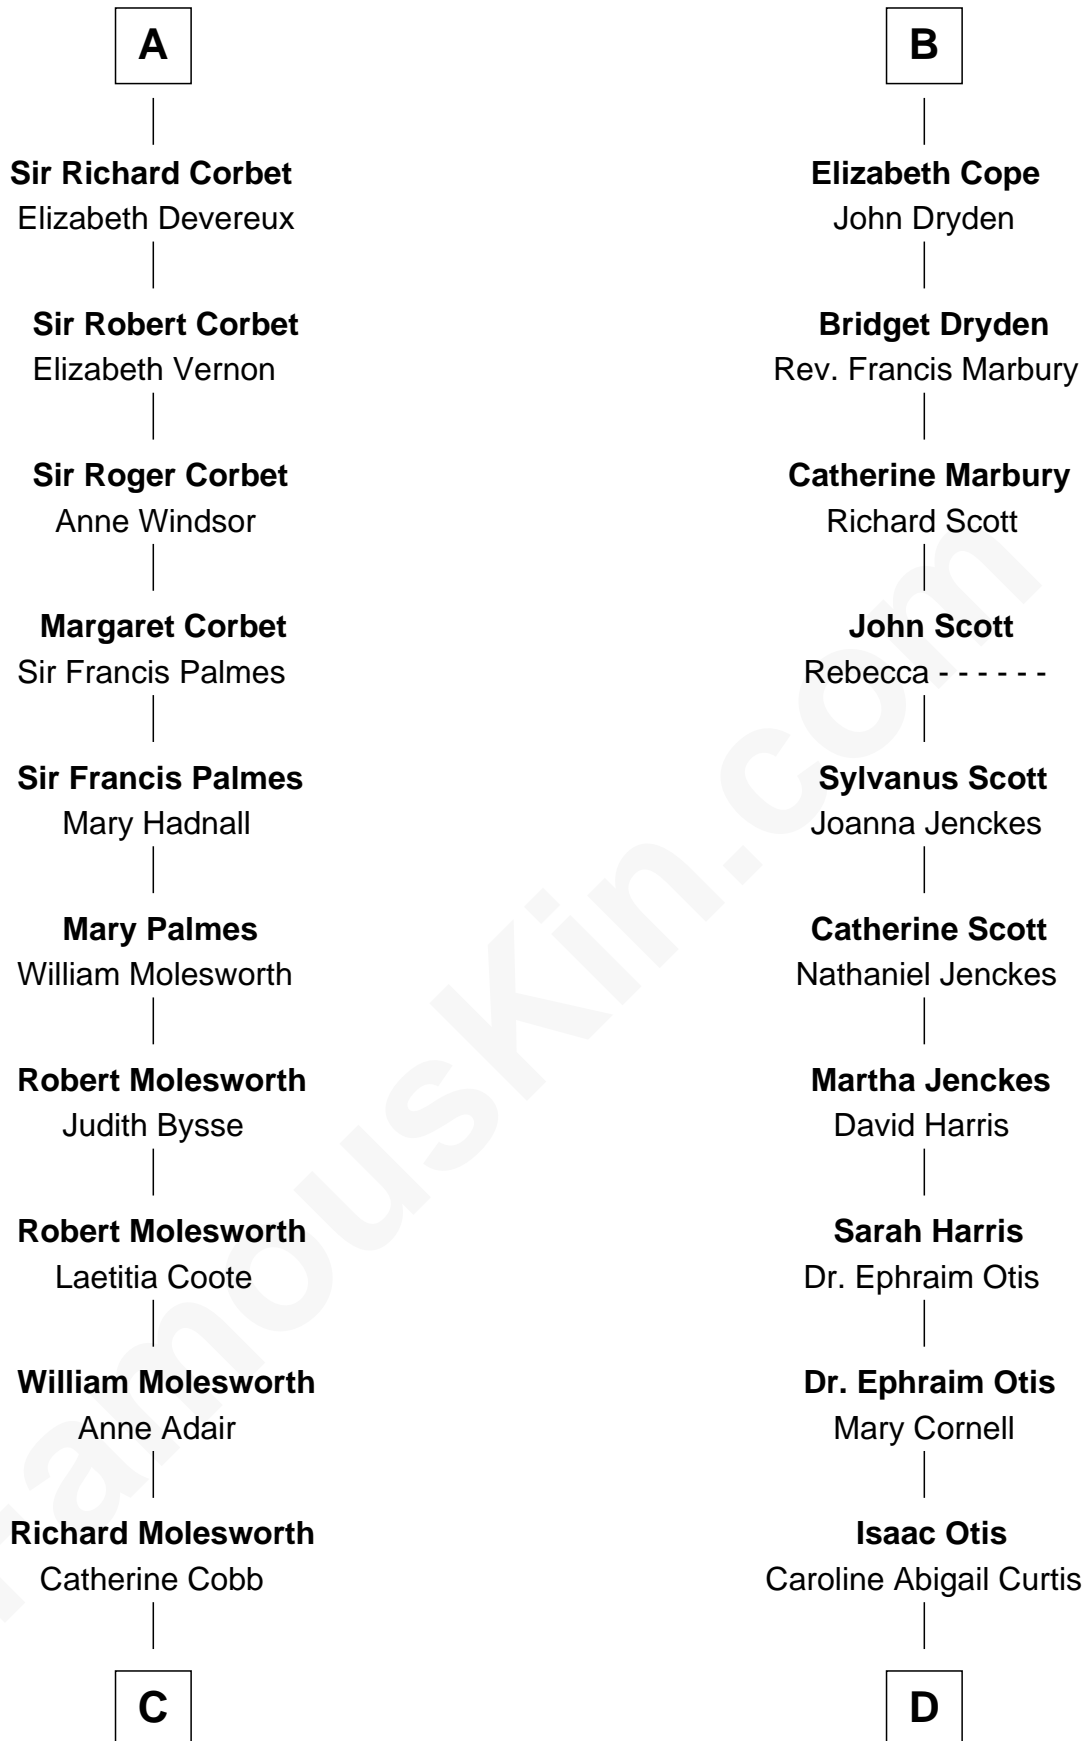 A
Sir Richard Corbet
Elizabeth Devereux
Sir Robert Corbet
Elizabeth Vernon
Sir Roger Corbet
Anne Windsor
Margaret Corbet
Sir Francis Palmes
Sir Francis Palmes
Mary Hadnall
Mary Palmes
William Molesworth
Robert Molesworth
Judith Bysse
Robert Molesworth
Laetitia Coote
William Molesworth
Anne Adair
Richard Molesworth
Catherine Cobb
C
B
Elizabeth Cope
John Dryden
Bridget Dryden
Rev. Francis Marbury
Catherine Marbury
Richard Scott
John Scott
Rebecca - - - - - -
Sylvanus Scott
Joanna Jenckes
Catherine Scott
Nathaniel Jenckes
Martha Jenckes
David Harris
Sarah Harris
Dr. Ephraim Otis
Dr. Ephraim Otis
Mary Cornell
Isaac Otis
Caroline Abigail Curtis
D
FamousKin.com